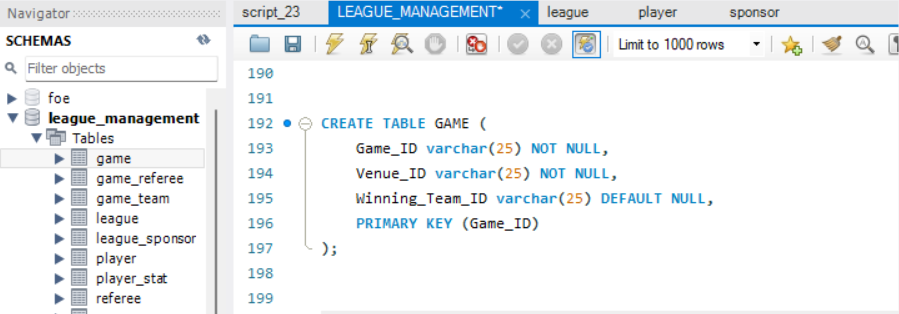 Navigator
SCHEMAS
Filter objects
foe
league_management
Tables
game
game_referee
game_team
league
league_sponsor
player
player_stat
referee
script_23 LEAGUE_MANAGEMENT* × league player sponsor
Limit to 1000 rows
190
191
192 CREATE TABLE GAME (
193 Game_ID varchar(25) NOT NULL,
194 Venue_ID varchar(25) NOT NULL,
195 Winning_Team_ID varchar(25) DEFAULT NULL,
196 PRIMARY KEY (Game_ID)
197 );
198
199